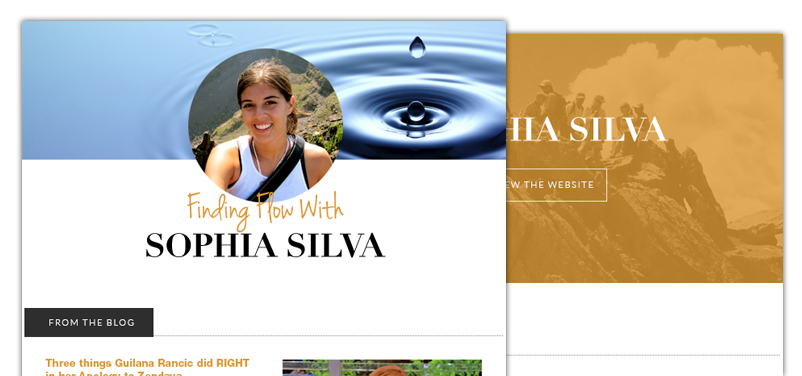 Finding Flow With
SOPHIA SILVA
FROM THE BLOG
Three things Guilana Rancic did RIGHT
in her Apology to Zendaya
HIA SILVA
EW THE WEBSITE